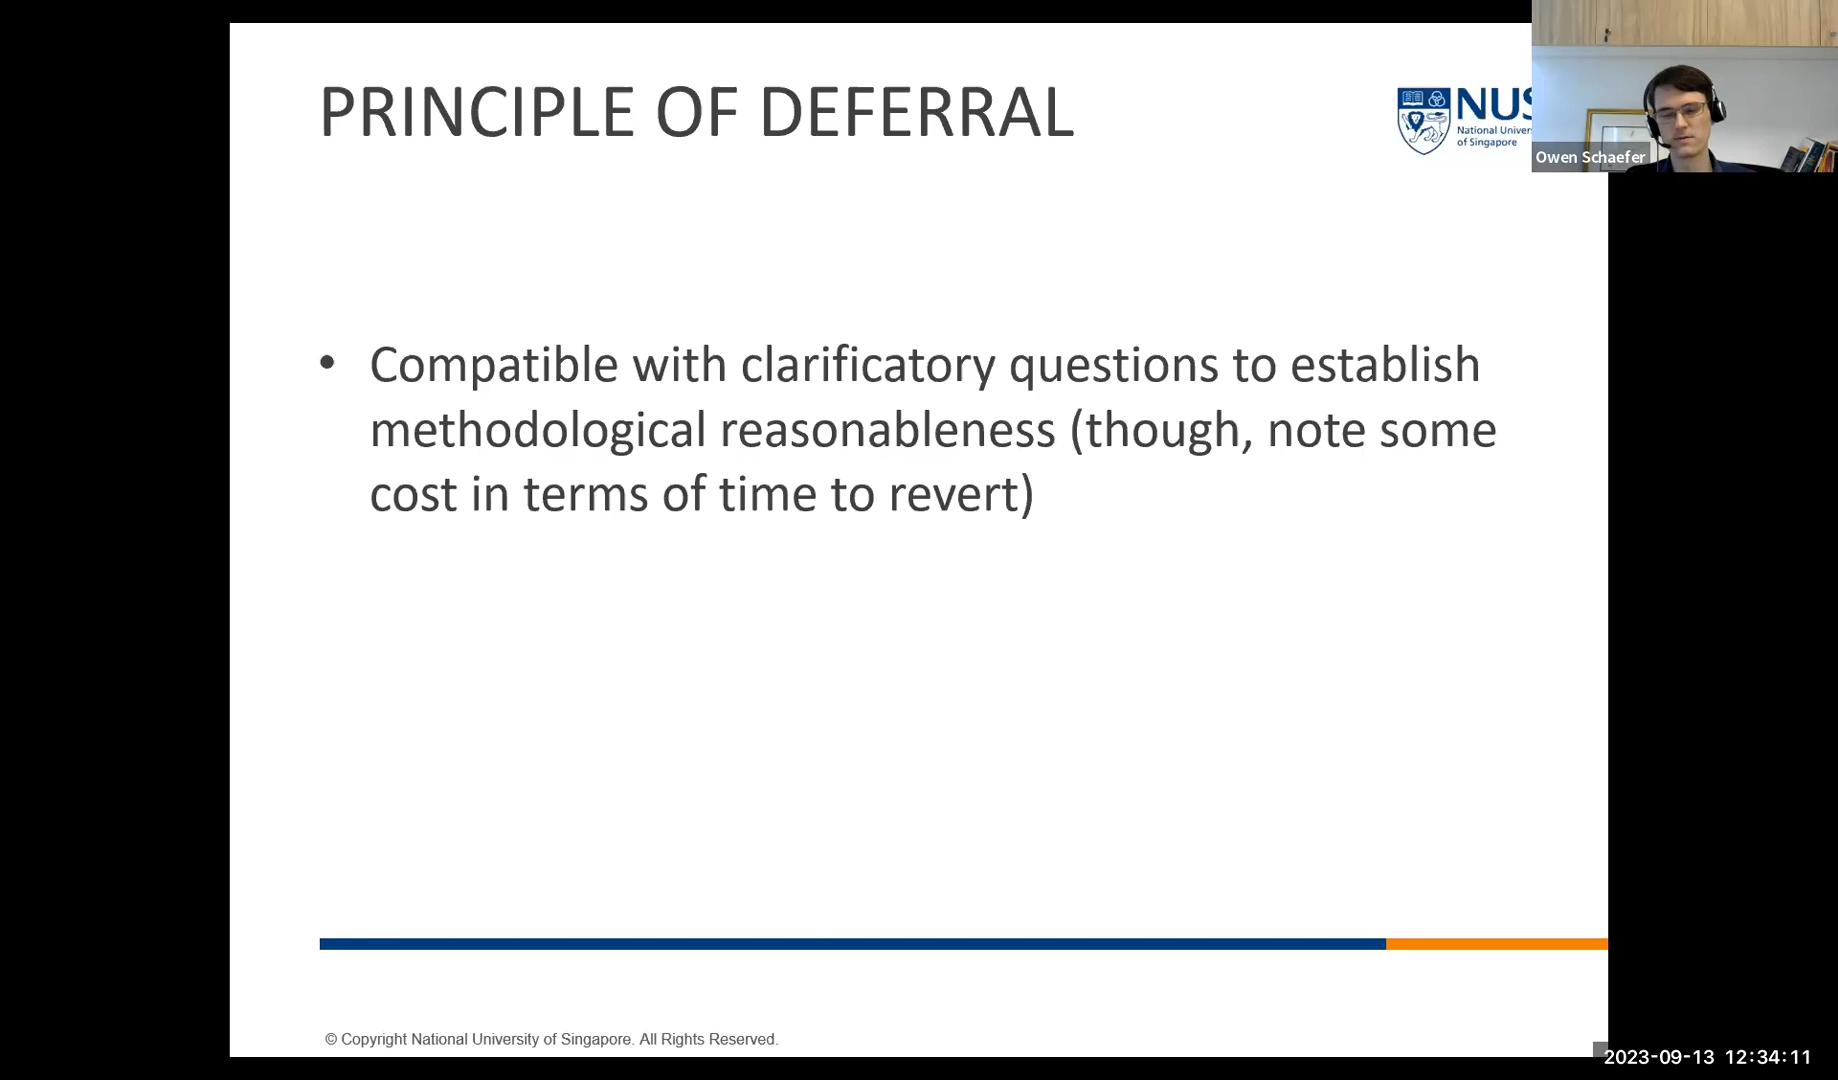 PRINCIPLE OF DEFERRAL
NUS
National Univer
of Singapore
Owen Schaefer
• Compatible with clarificatory questions to establish
methodological reasonableness (though, note some
cost in terms of time to revert)
© Copyright National University of Singapore. All Rights Reserved.
2023-09-13 12:34:11